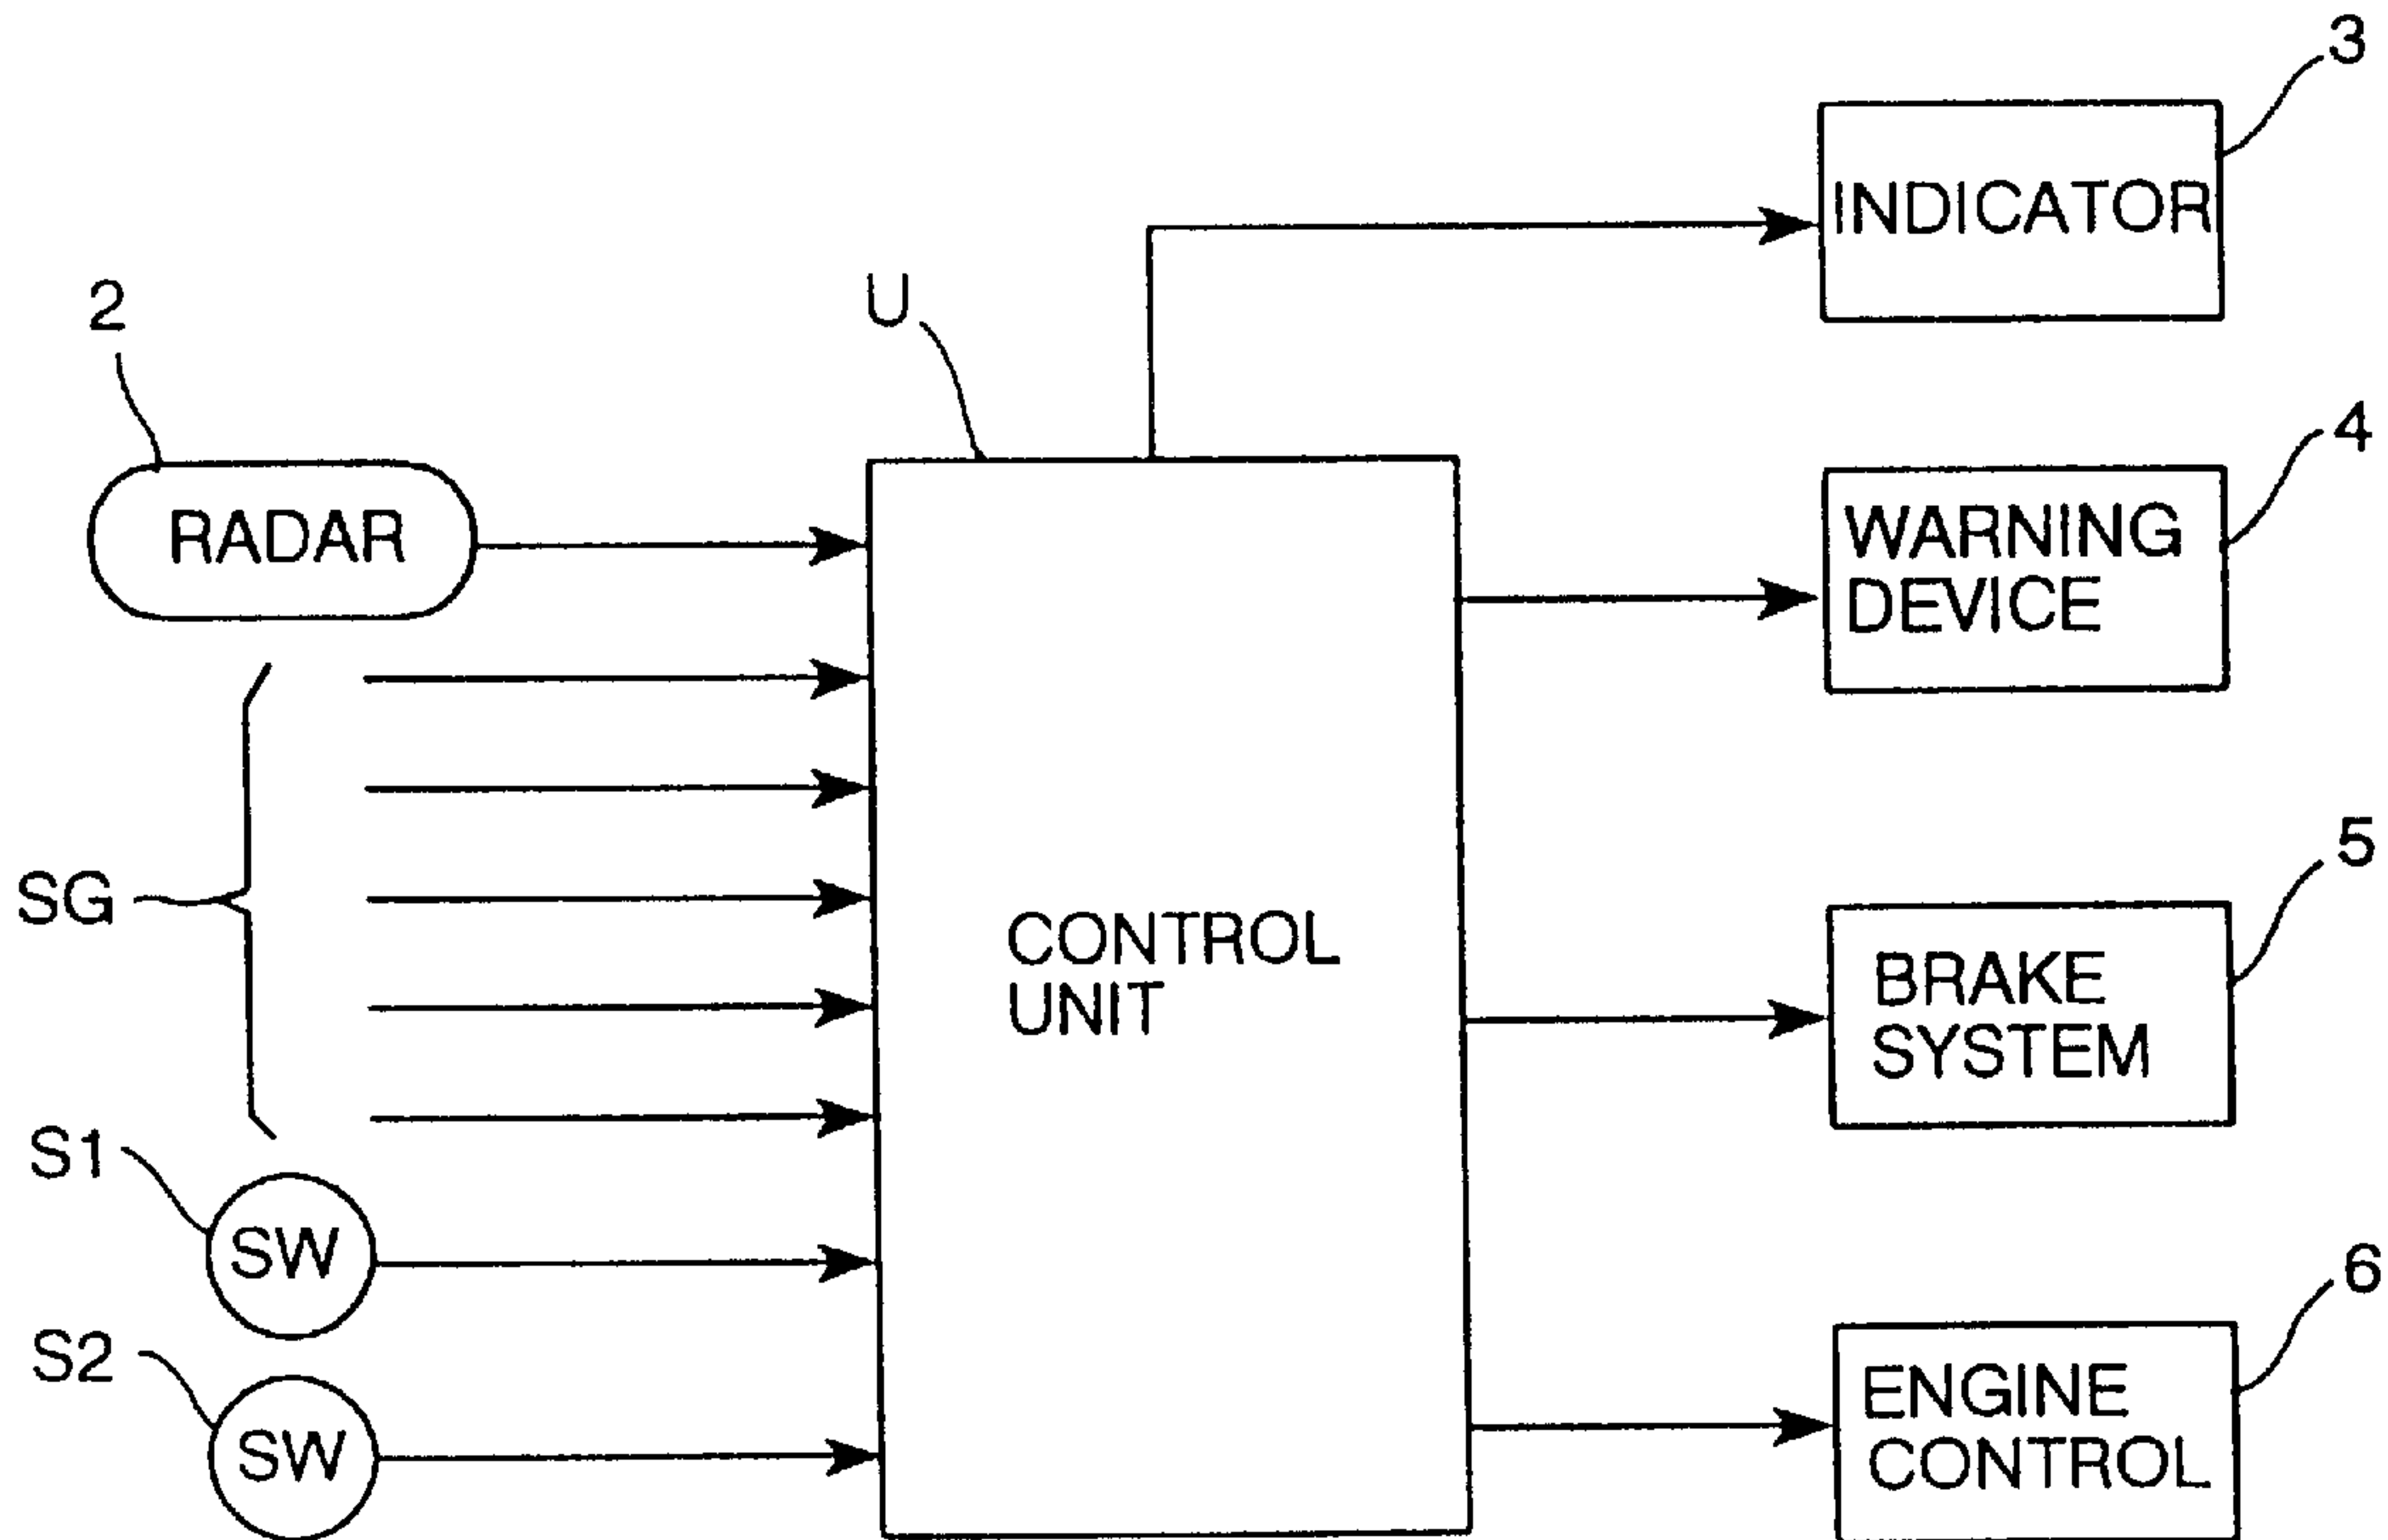 3
INDICATOR
2
U
4
RADAR
WARNING
DEVICE
5
SG
CONTROL
UNIT
BRAKE
SYSTEM
S1
SW
6
S2
SW
ENGINE
CONTROL